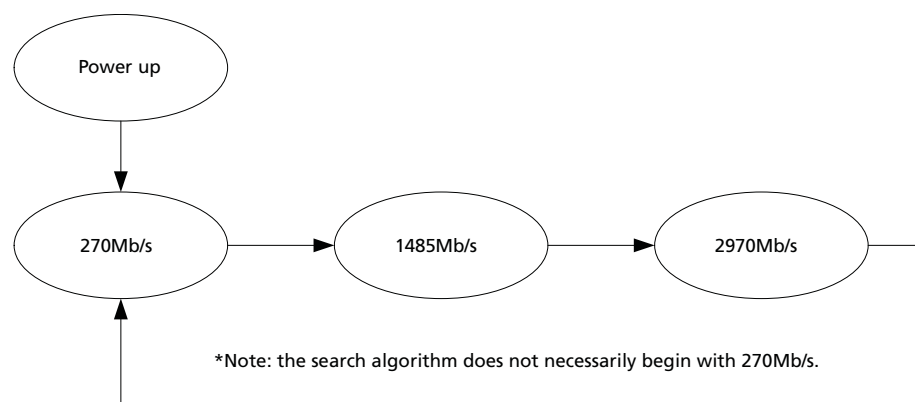 Power up
270Mb/s
1485Mb/s
2970Mb/s
*Note: the search algorithm does not necessarily begin with 270Mb/s.